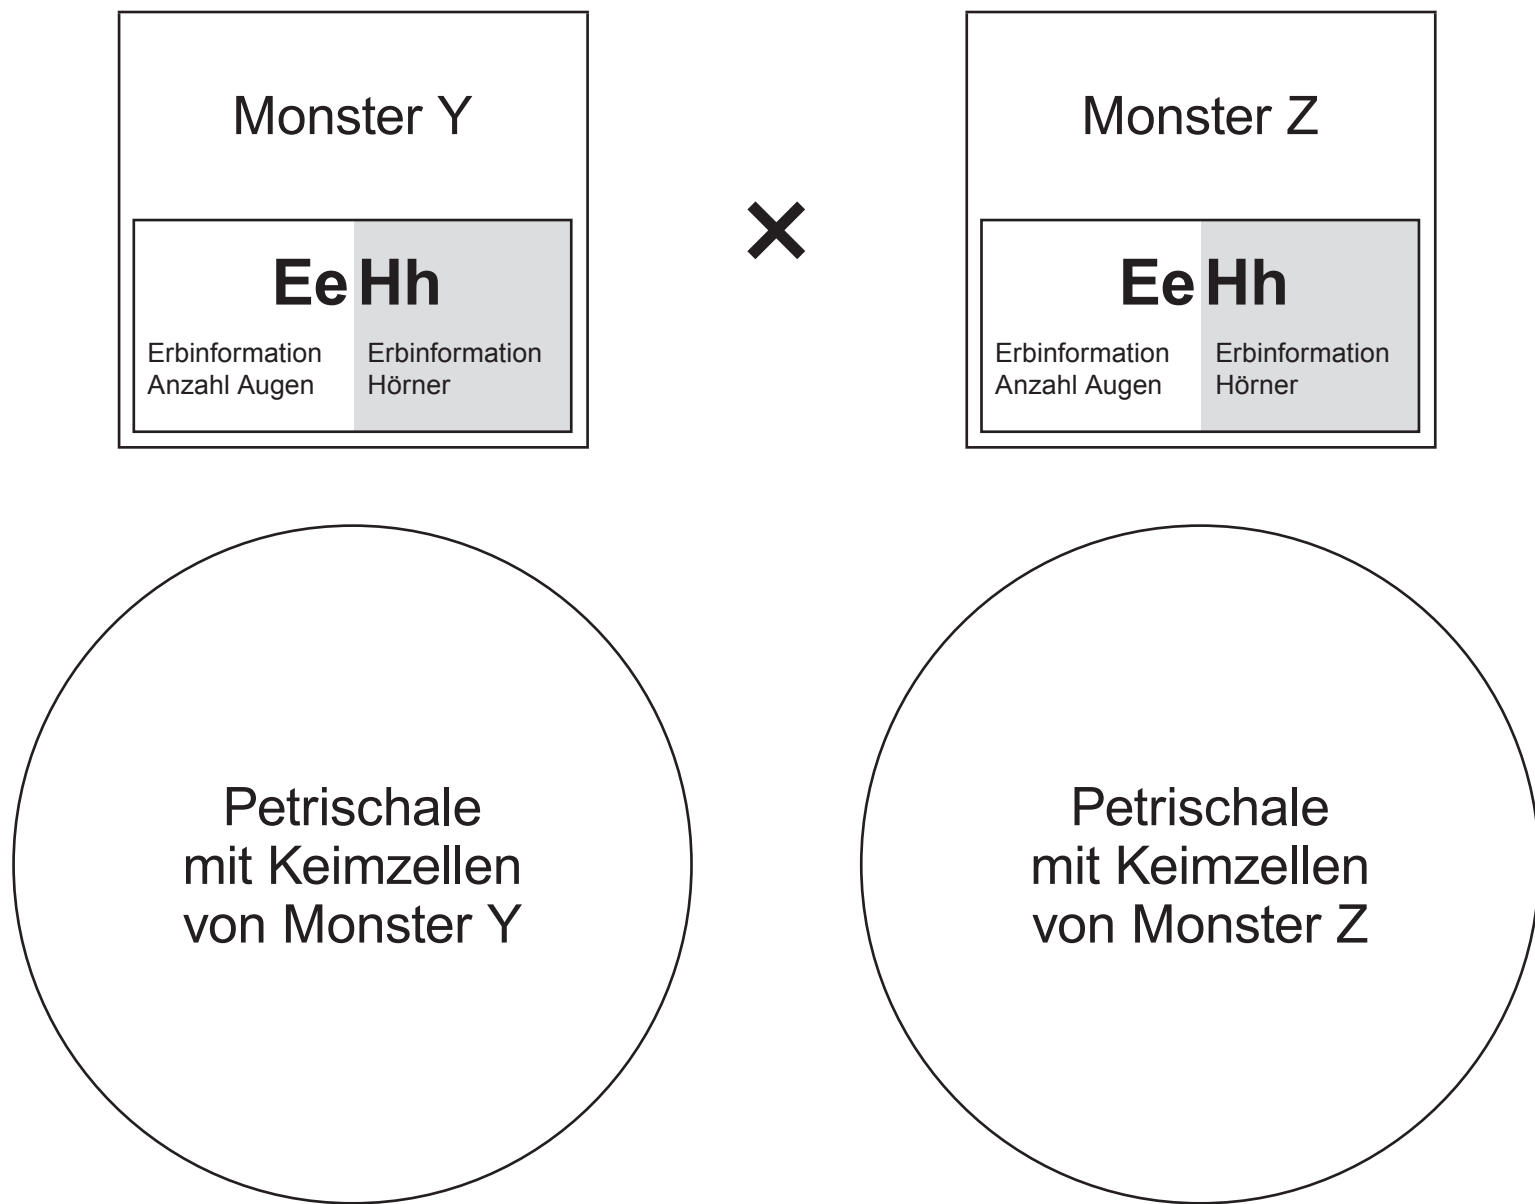 Monster Y
Ee Hh
Erbinformation
Anzahl Augen
Erbinformation
Hörner
×
Monster Z
Ee Hh
Erbinformation
Anzahl Augen
Erbinformation
Hörner
Petrischale
mit Keimzellen
von Monster Y
Petrischale
mit Keimzellen
von Monster Z